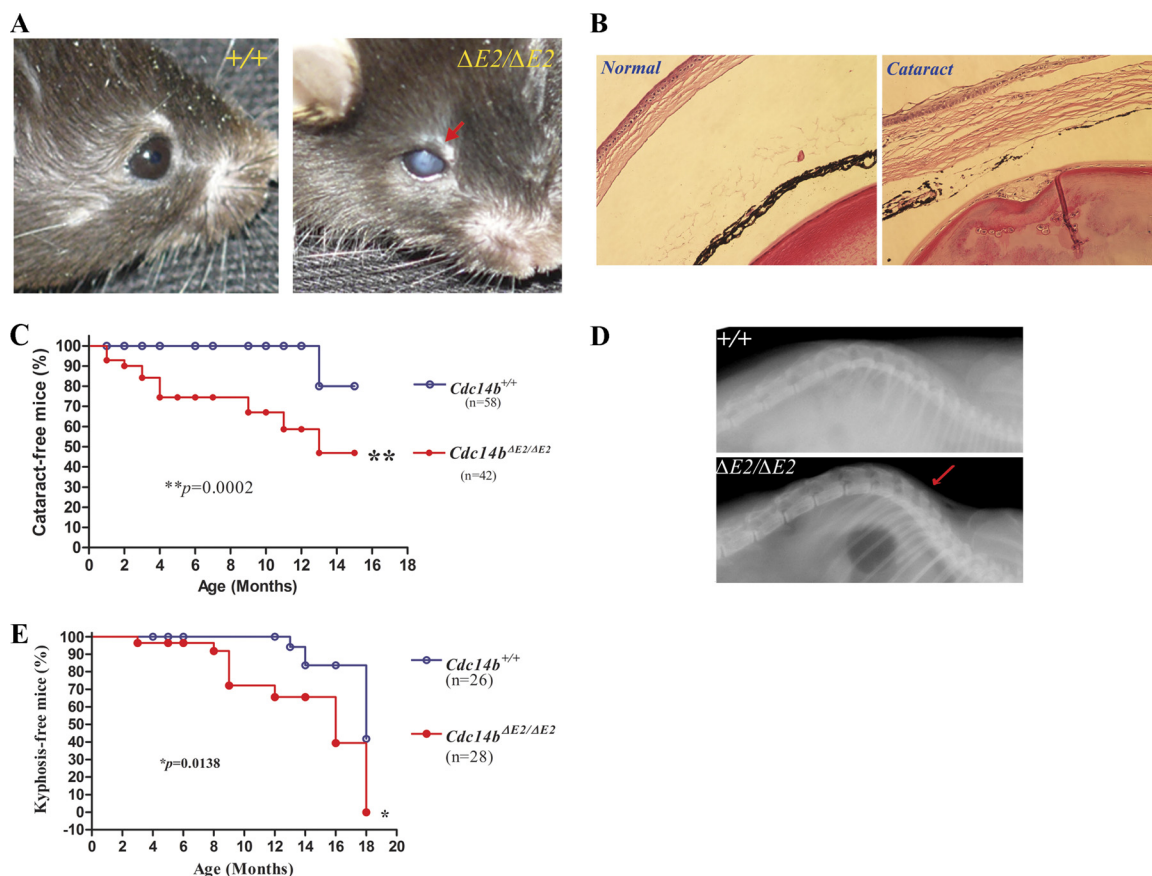 A
+/+
ΔE2/ΔE2
B
Normal
Cataract
C
Cataract-free mice (%)
100
90
80
70
60
50
40
30
20
10
0
0 2 4 6 8 10 12 14 16 18
Age (Months)
**p=0.0002
**
Cdc14b+/+
(n=58)
Cdc14bΔE2/ΔE2
(n=42)
D
+/+
ΔE2/ΔE2
E
Kyphosis-free mice (%)
100
90
80
70
60
50
40
30
20
10
0
-10
0 2 4 6 8 10 12 14 16 18 20
Age (Months)
*p=0.0138
*
Cdc14b+/+
(n=26)
Cdc14bΔE2/ΔE2
(n=28)